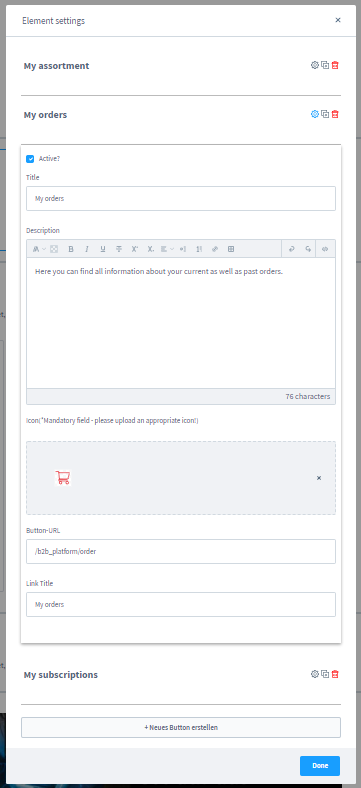 Element settings
My assortment
My orders
Active?
Title
My orders
Description
Here you can find all information about your current as well as past orders.
76 characters
Icon(*Mandatory field - please upload an appropriate icon!)
Button-URL
/b2b_platform/order
Link Title
My orders
My subscriptions
+ Neues Button erstellen
Done